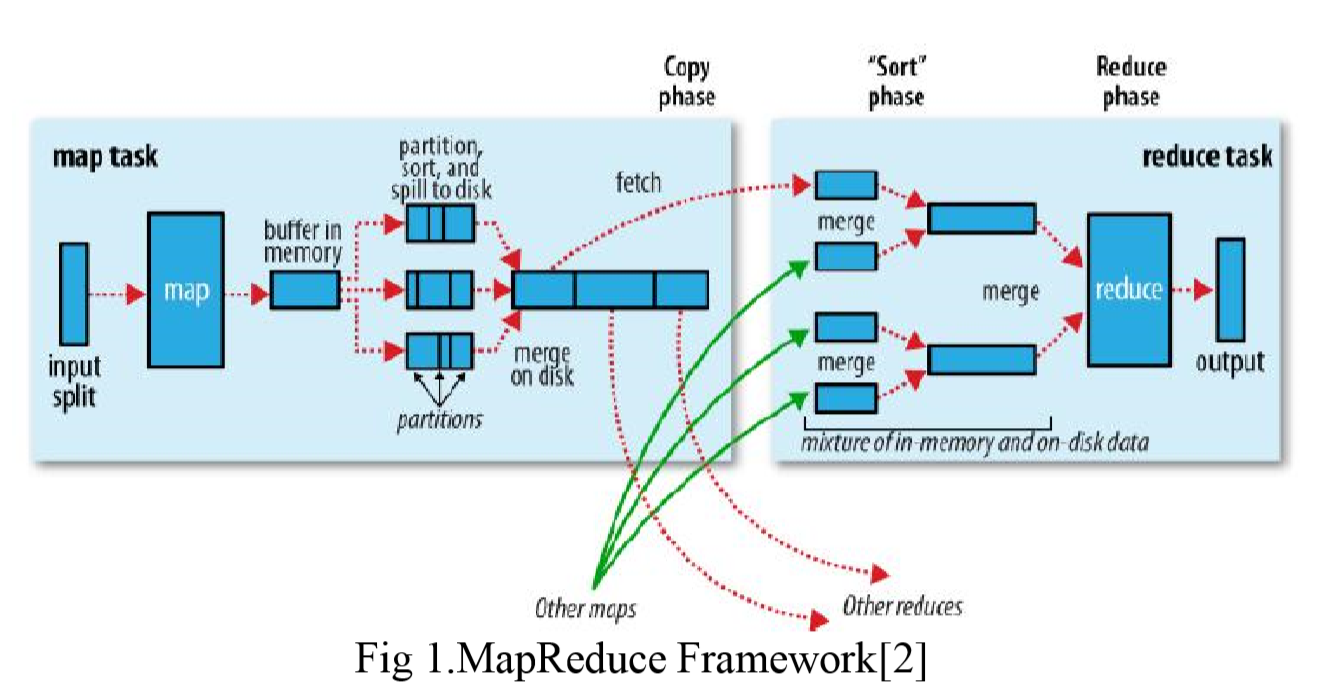 Copy
phase
“Sort”
phase
Reduce
phase
map task
reduce task
partition,
sort, and
spill to disk
fetch
buffer in
memory
map
input
split
merge
on disk
partitions
merge
merge
merge
reduce
output
mixture of in-memory and on-disk data
Other maps
Other reduces
Fig 1.MapReduce Framework[2]